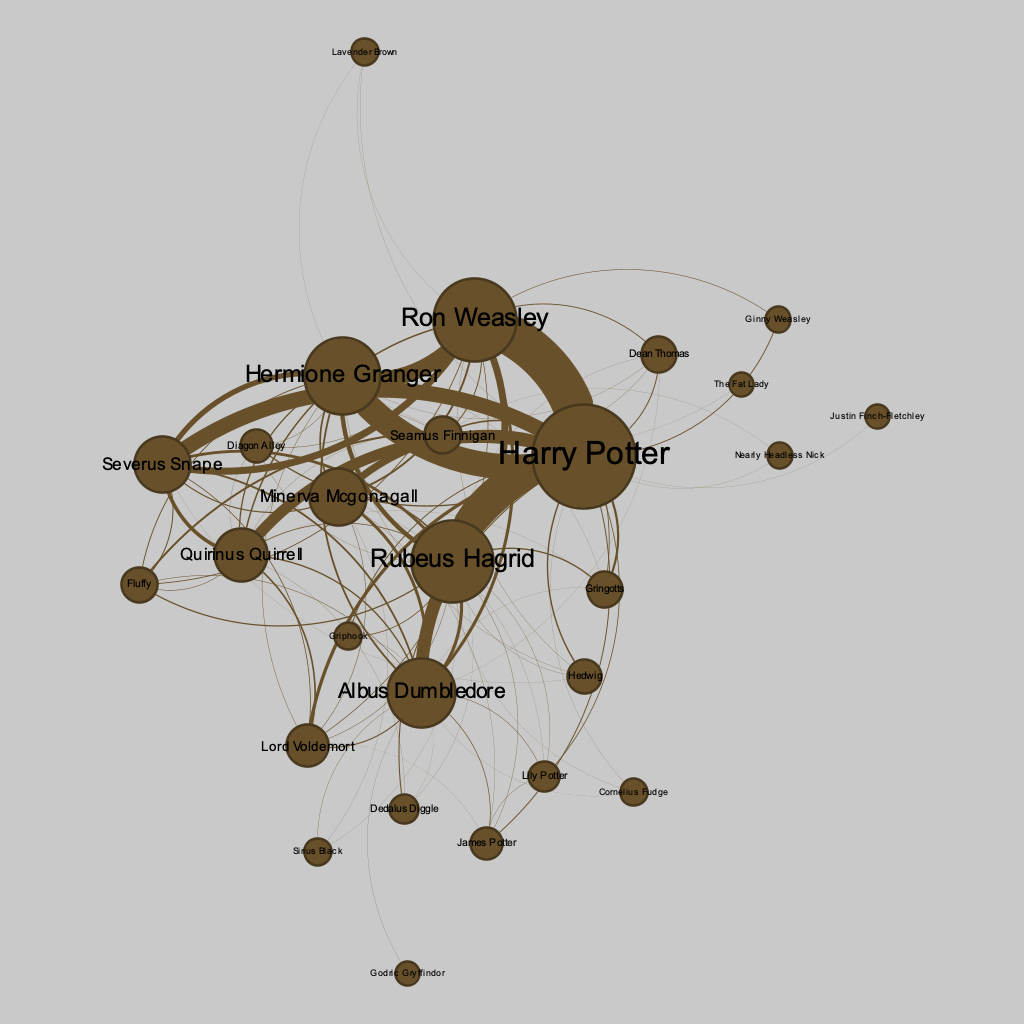 Lavender Brown
Ron Weasley
Ginny Weasley
Dean Thomas
Hermione Granger
The Fat Lady
Justin Finch-Fletchley
Seamus Finnigan
Diagon Alley
Harry Potter
Nearly Headless Nick
Severus Snape
Minerva Mcgonagall
Quirinus Quirrell
Rubeus Hagrid
Fluffy
Gringotts
Griphook
Hedwig
Albus Dumbledore
Lord Voldemort
Lily Potter
Cornelius Fudge
Dedalus Diggle
James Potter
Sirius Black
Godric Gryffindor